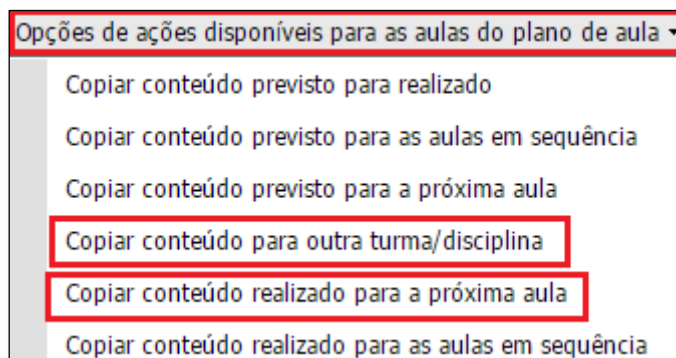 Opções de ações disponíveis para as aulas do plano de aula
Copiar conteúdo previsto para realizado
Copiar conteúdo previsto para as aulas em sequência
Copiar conteúdo previsto para a próxima aula
Copiar conteúdo para outra turma/disciplina
Copiar conteúdo realizado para a próxima aula
Copiar conteúdo realizado para as aulas em sequência